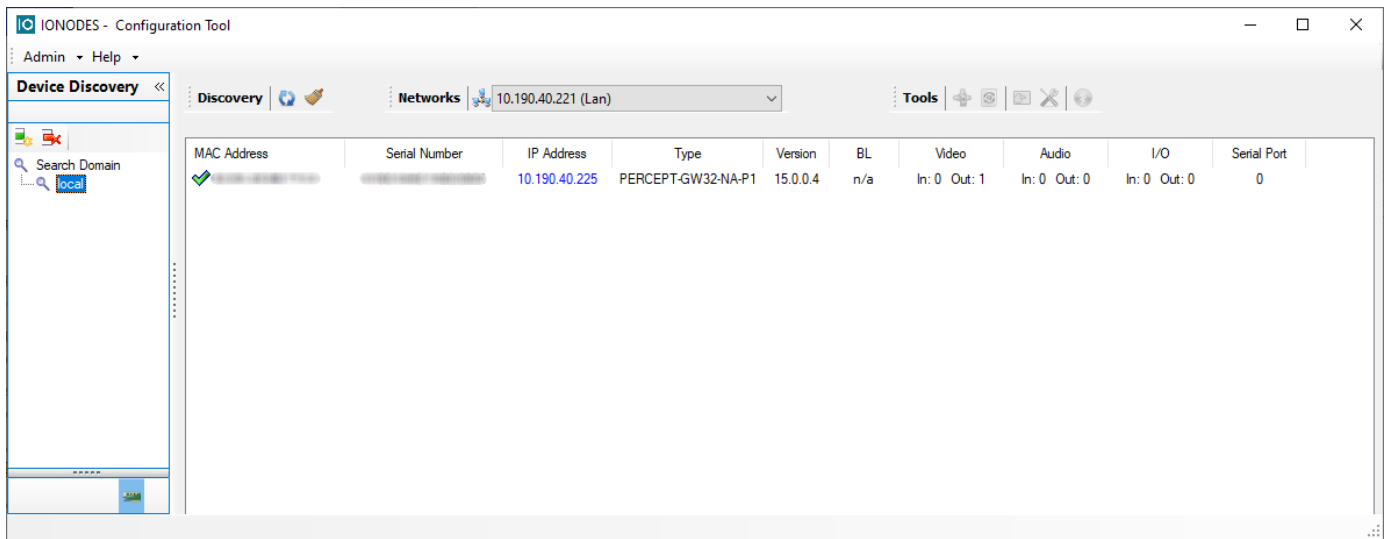 IONODES - Configuration Tool
Admin Help
Device Discovery
Discovery Networks 10.190.40.221 (Lan) Tools
Search Domain
local
MAC Address Serial Number IP Address Type Version BL Video Audio I/O Serial Port
10.190.40.225 PERCEPT-GW32-NA-P1 15.0.0.4 n/a In: 0 Out: 1 In: 0 Out: 0 In: 0 Out: 0 0